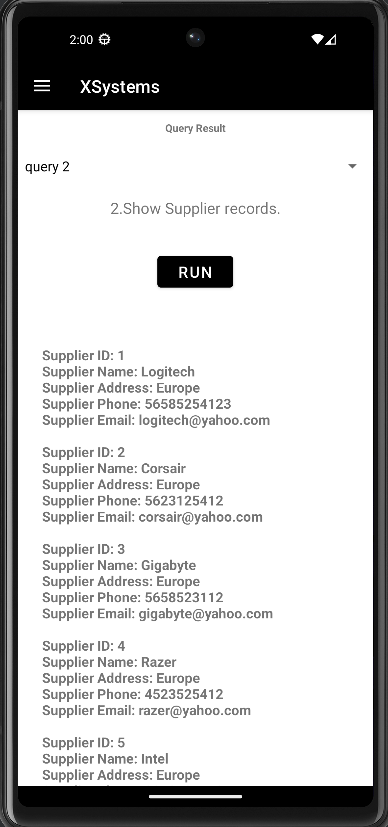 2:00
XSystems
Query Result
query 2
2.Show Supplier records.
RUN
Supplier ID: 1
Supplier Name: Logitech
Supplier Address: Europe
Supplier Phone: 56585254123
Supplier Email: logitech@yahoo.com
Supplier ID: 2
Supplier Name: Corsair
Supplier Address: Europe
Supplier Phone: 5623125412
Supplier Email: corsair@yahoo.com
Supplier ID: 3
Supplier Name: Gigabyte
Supplier Address: Europe
Supplier Phone: 5658523112
Supplier Email: gigabyte@yahoo.com
Supplier ID: 4
Supplier Name: Razer
Supplier Address: Europe
Supplier Phone: 4523525412
Supplier Email: razer@yahoo.com
Supplier ID: 5
Supplier Name: Intel
Supplier Address: Europe